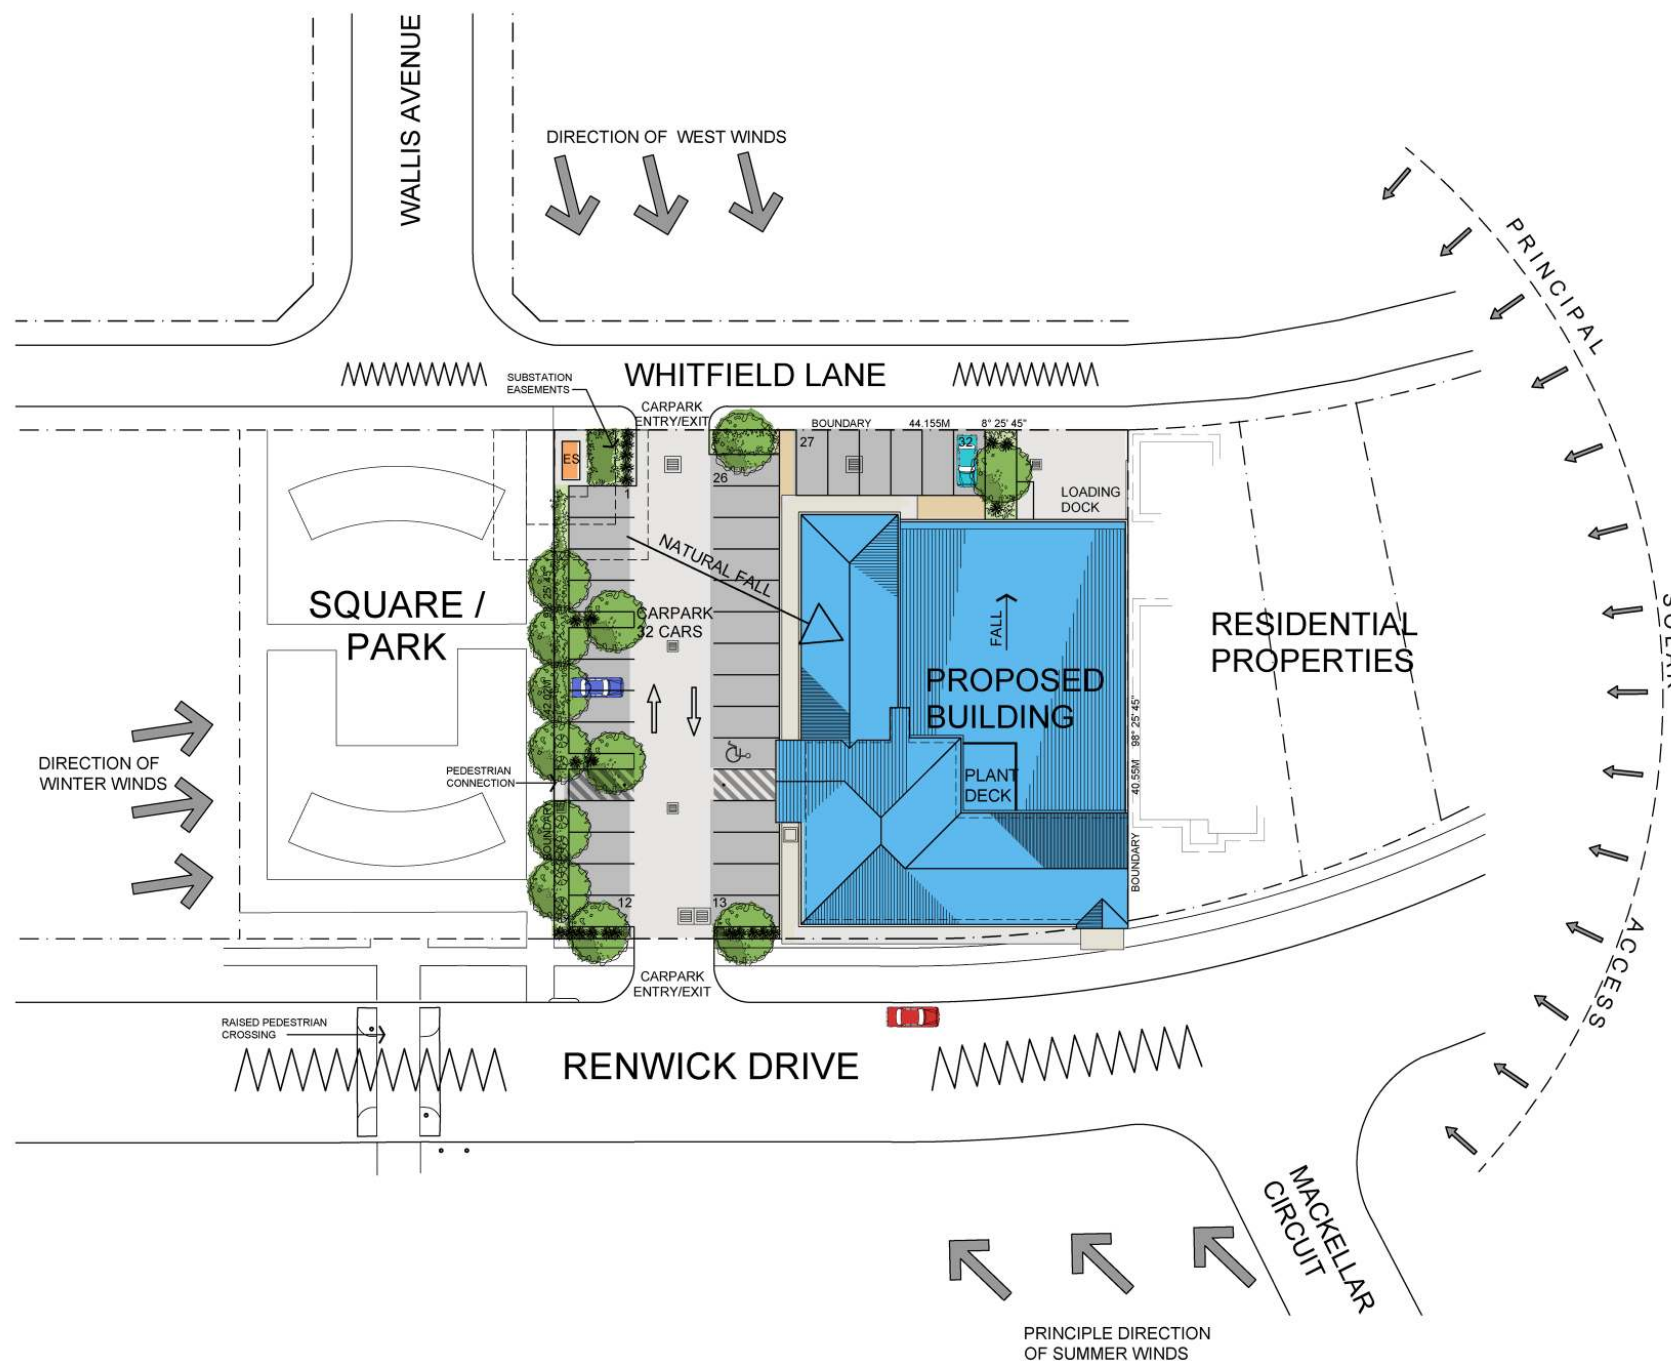 WALLIS AVENUE
DIRECTION OF WEST WINDS
PRINCIPAL
SOLAR
ACCESS
SUBSTATION
EASEMENTS
WHITFIELD LANE
CARPARK
ENTRY/EXIT
BOUNDARY 44.155M 8° 25' 45"
27
32
ES
1
26
LOADING
DOCK
NATURAL FALL
SQUARE /
PARK
CARPARK
32 CARS
FALL
RESIDENTIAL
PROPERTIES
PROPOSED
BUILDING
DIRECTION OF
WINTER WINDS
PEDESTRIAN
CONNECTION
PLANT
DECK
BOUNDARY 40.55M 98° 25' 45"
BOUNDARY
12
13
CARPARK
ENTRY/EXIT
RAISED PEDESTRIAN
CROSSING
RENWICK DRIVE
MACKELLAR
CIRCUIT
PRINCIPLE DIRECTION
OF SUMMER WINDS